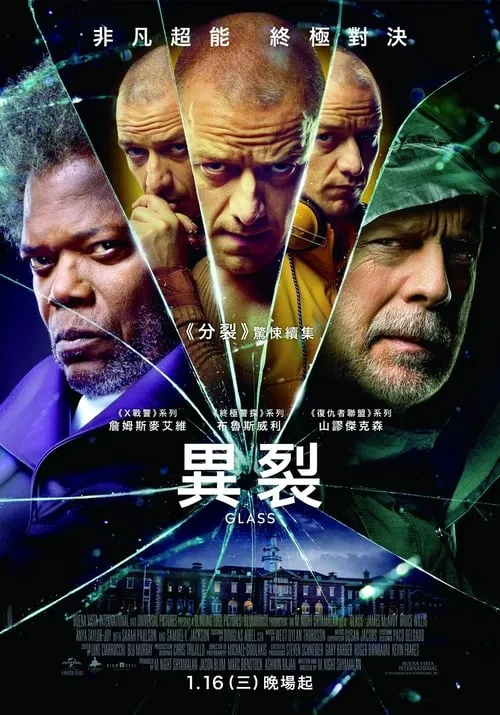 非凡超能 終極對決
《分裂》驚悚續集
《X戰警》系列 《終極警探》系列 《復仇者聯盟》系列
詹姆斯麥艾維 布魯斯威利 山謬傑克森
異裂
GLASS
1.16(三)晚場起